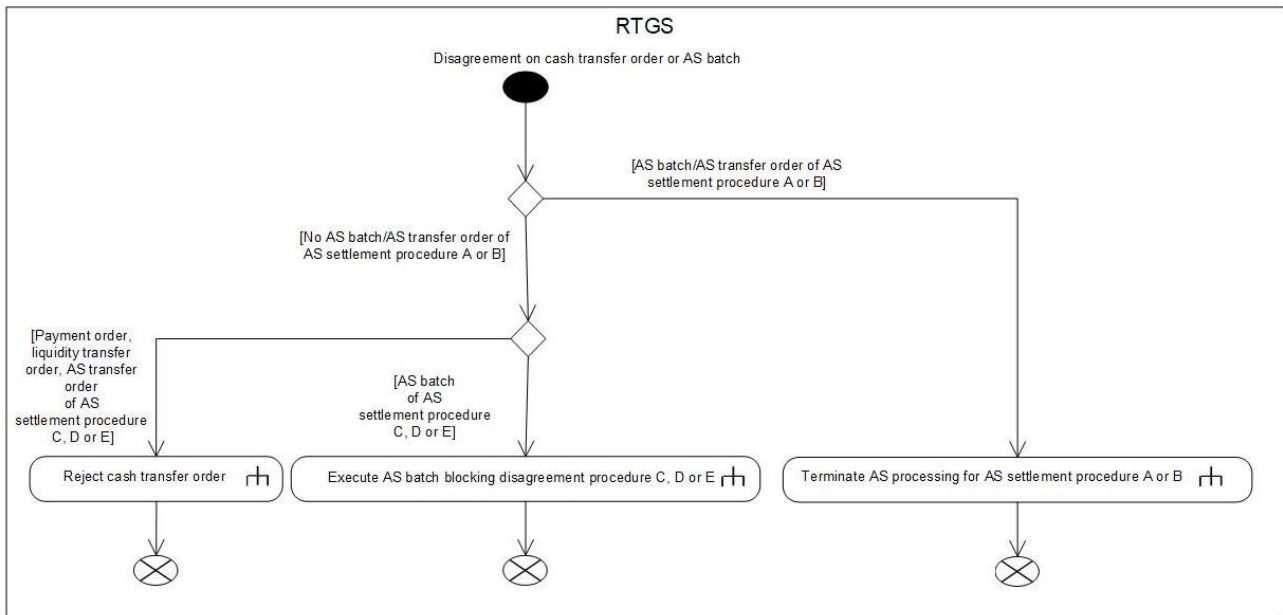 RTGS
Disagreement on cash transfer order or AS batch
[AS batch/AS transfer order of AS
settlement procedure A or B]
[No AS batch/AS transfer order of
AS settlement procedure A or B]
[Payment order,
liquidity transfer
order, AS transfer
order
of AS
settlement procedure
C, D or E]
[AS batch
of AS
settlement procedure
C, D or E]
Reject cash transfer order
Execute AS batch blocking disagreement procedure C, D or E
Terminate AS processing for AS settlement procedure A or B